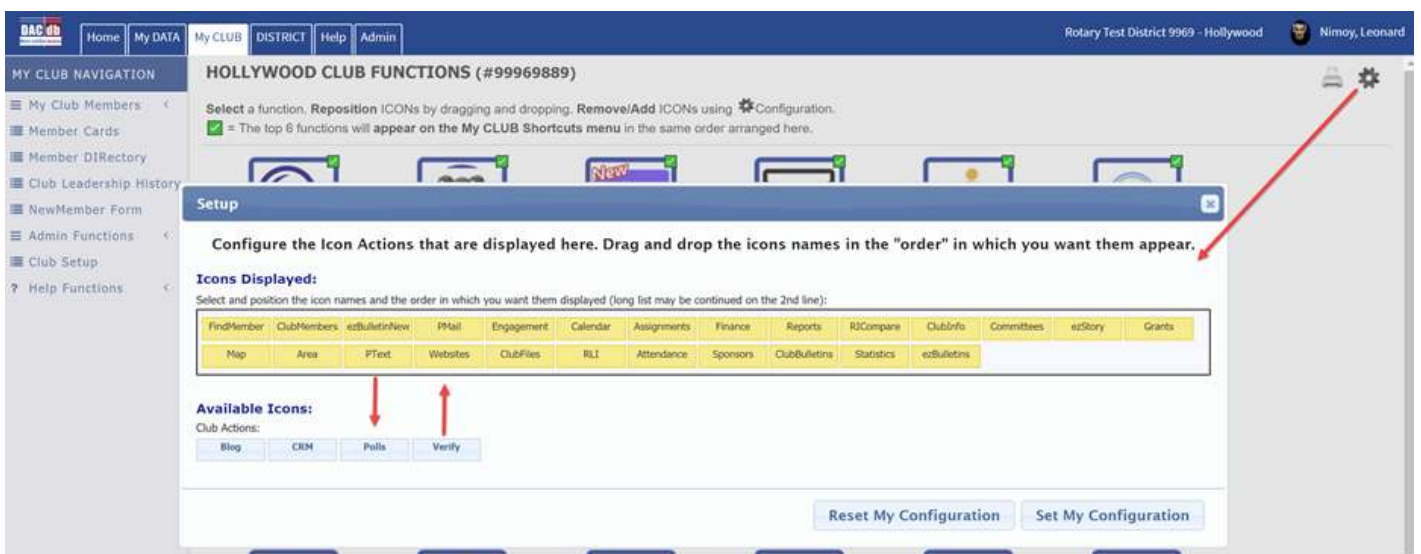 DAC db
Home My DATA My CLUB DISTRICT Help Admin
Rotary Test District 9969 - Hollywood
Nimoy, Leonard
MY CLUB NAVIGATION
My Club Members
Member Cards
Member DIRectory
Club Leadership History
NewMember Form
Admin Functions
Club Setup
? Help Functions
HOLLYWOOD CLUB FUNCTIONS (#99969889)
Select a function. Reposition ICONs by dragging and dropping. Remove/Add ICONs using Configuration.
= The top 6 functions will appear on the My CLUB Shortcuts menu in the same order arranged here.
New
Setup
Configure the Icon Actions that are displayed here. Drag and drop the icons names in the "order" in which you want them appear.
Icons Displayed:
Select and position the icon names and the order in which you want them displayed (long list may be continued on the 2nd line):
FindMember ClubMembers ezBulletinNew PMail Engagement Calendar Assignments Finance Reports RICompare ClubInfo Committees ezStory Grants
Map Area PText Websites ClubFiles RLI Attendance Sponsors ClubBulletins Statistics ezBulletins
Available Icons:
Club Actions:
Blog CRM Polls Verify
Reset My Configuration Set My Configuration